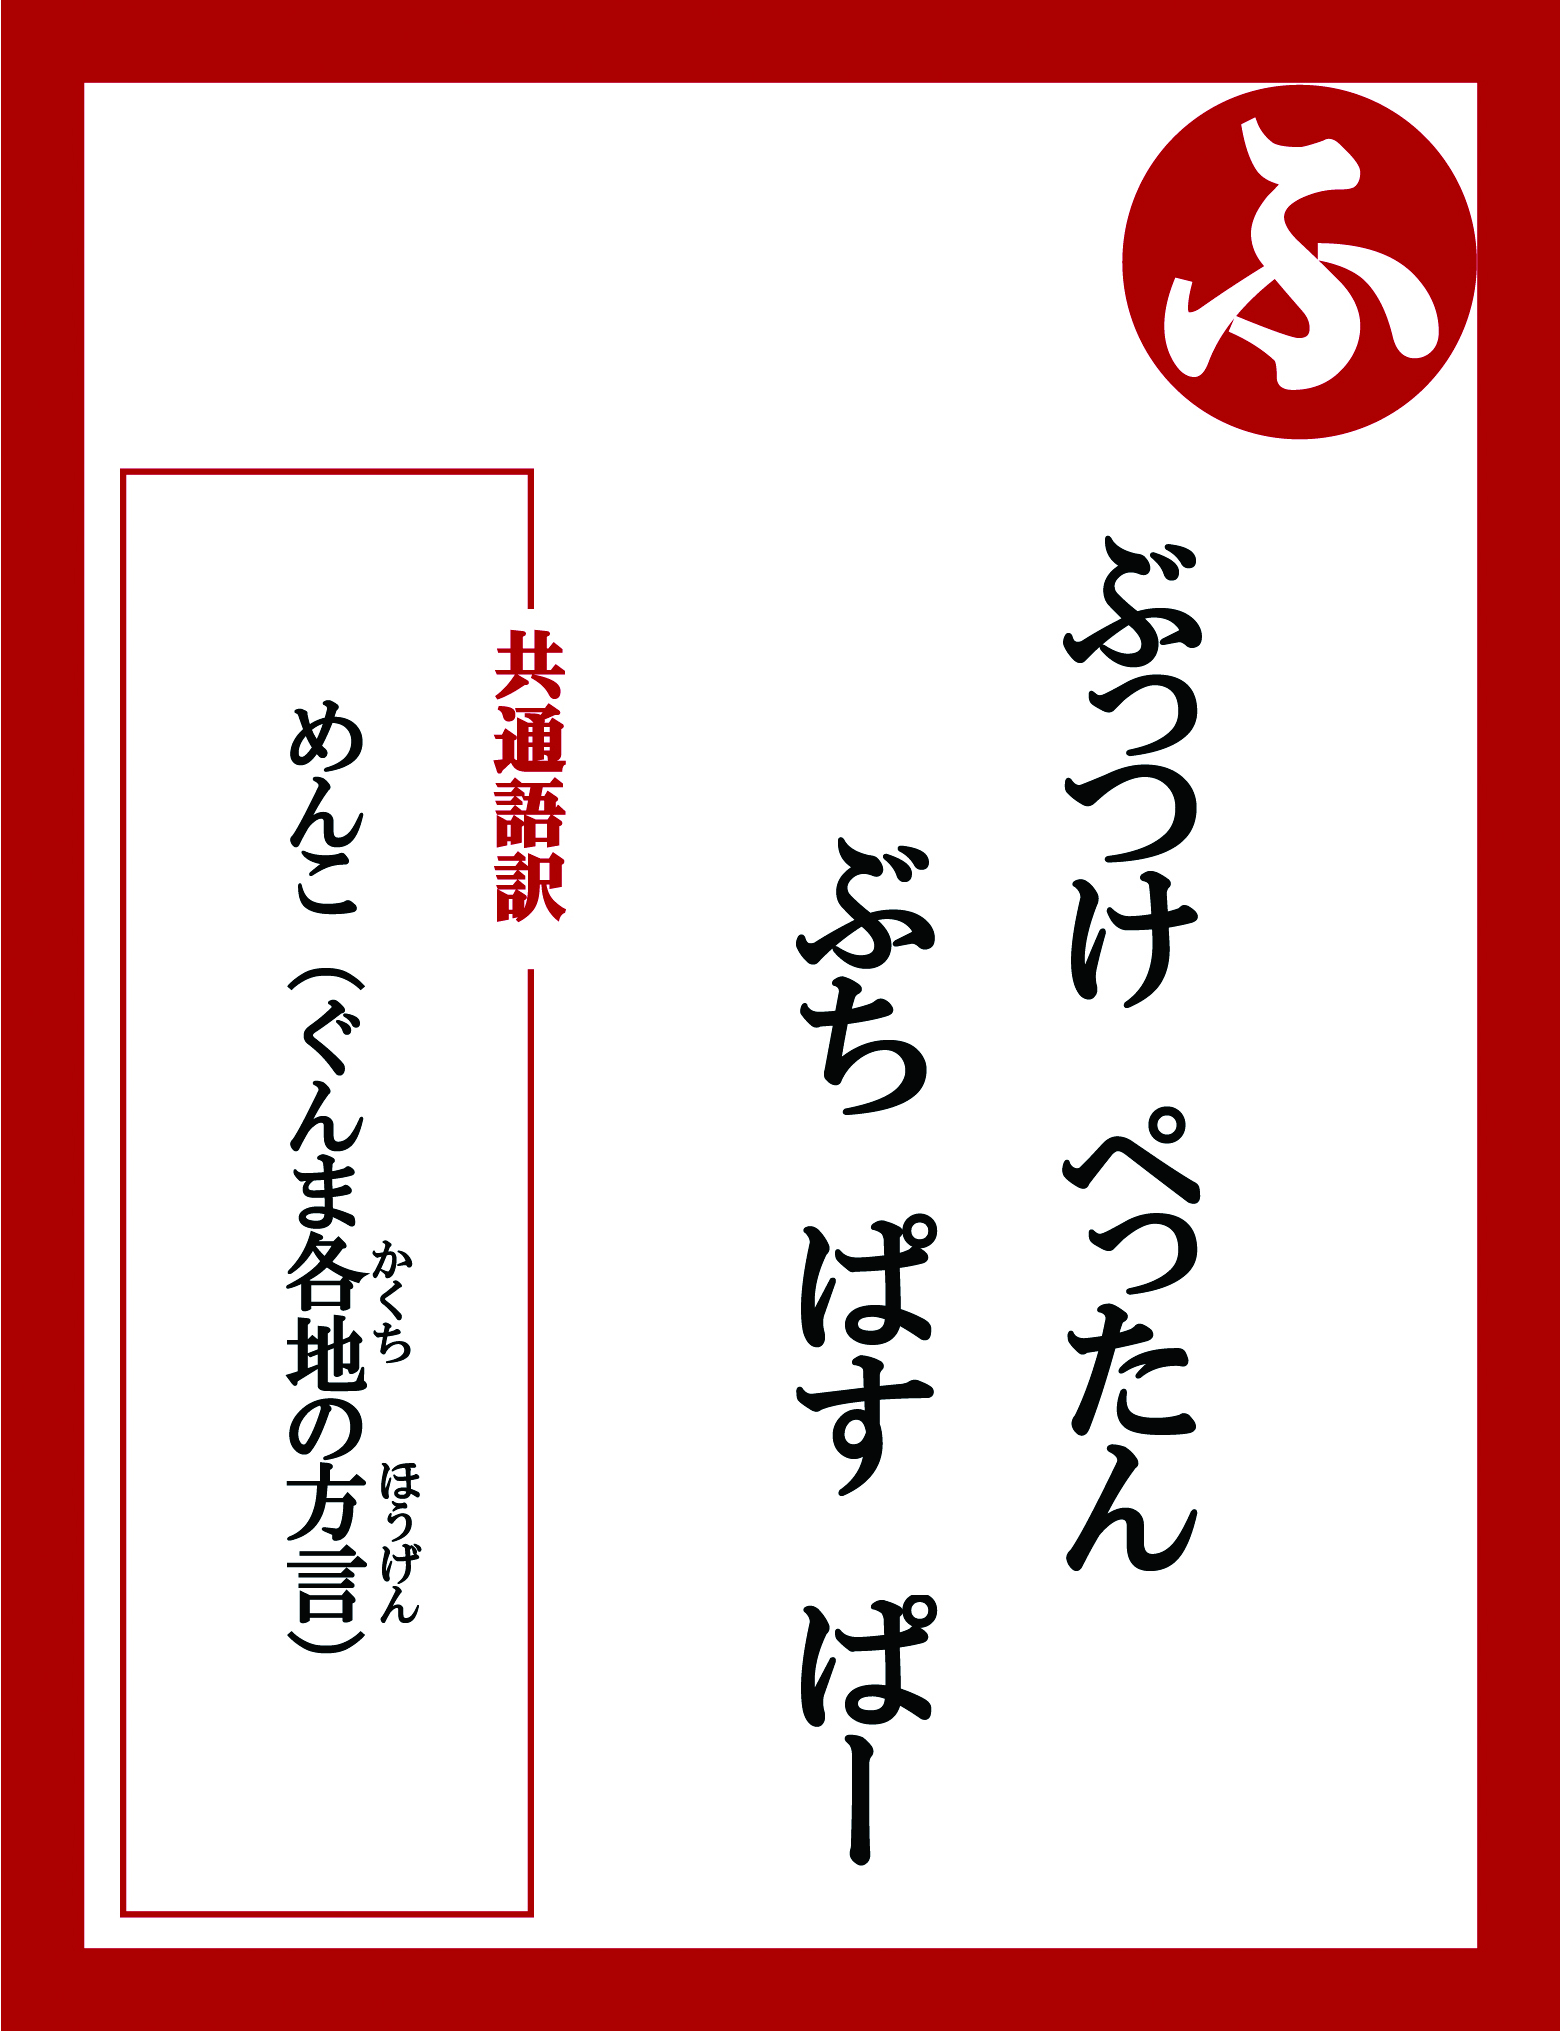 ふ
ぶっつけ　ぺったん
ぶち　ぱす　ぱー
共通語訳
めんこ（ぐんま各地の方言）
かくち
ほうげん